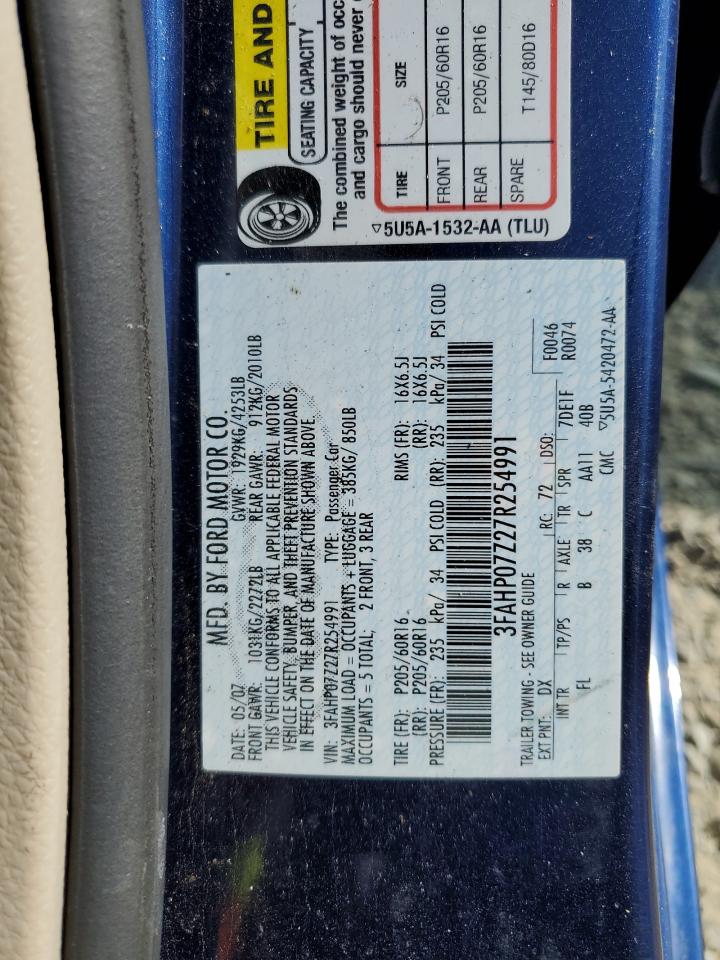 MFD. BY FORD MOTOR CO.
DATE: 05/07 GVWR: 1929KG/4253LB
FRONT GAWR: 1031KG/2272LB REAR GAWR: 912KG/2010LB
THIS VEHICLE CONFORMS TO ALL APPLICABLE FEDERAL MOTOR
VEHICLE SAFETY, BUMPER, AND THEFT PREVENTION STANDARDS
IN EFFECT ON THE DATE OF MANUFACTURE SHOWN ABOVE.
VIN: 3FAHP07Z27R254991 TYPE: Passenger Car
MAXIMUM LOAD = OCCUPANTS + LUGGAGE = 385KG/ 850LB
OCCUPANTS = 5 TOTAL; 2 FRONT, 3 REAR
TIRE (FR): P205/60R16 RIMS (FR): 16X6.5J
(RR): P205/60R16 (RR): 16X6.5J
PRESSURE (FR): 235 kPa/ 34 PSI COLD (RR): 235 kPa/ 34 PSI COLD
3FAHP07Z27R254991
TRAILER TOWING - SEE OWNER GUIDE
EXT PNT: DX RC: 72 DSO: F0046
R0074
INT TR TP/PS R AXLE TR SPR 7DE1F
FL B 38 C AA11 40B
CMC ▽5U5A-5420472-AA
TIRE AND
SEATING CAPACITY
The combined weight of occ
and cargo should never
TIRE SIZE
FRONT P205/60R16
REAR P205/60R16
SPARE T145/80D16
▽5U5A-1532-AA (TLU)